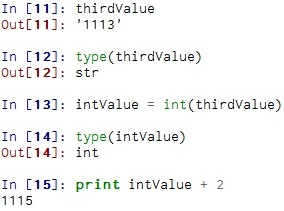 In [11]: thirdValue
Out[11]: '1113'
In [12]: type(thirdValue)
Out[12]: str
In [13]: intValue = int(thirdValue)
In [14]: type(intValue)
Out[14]: int
In [15]: print intValue + 2
1115